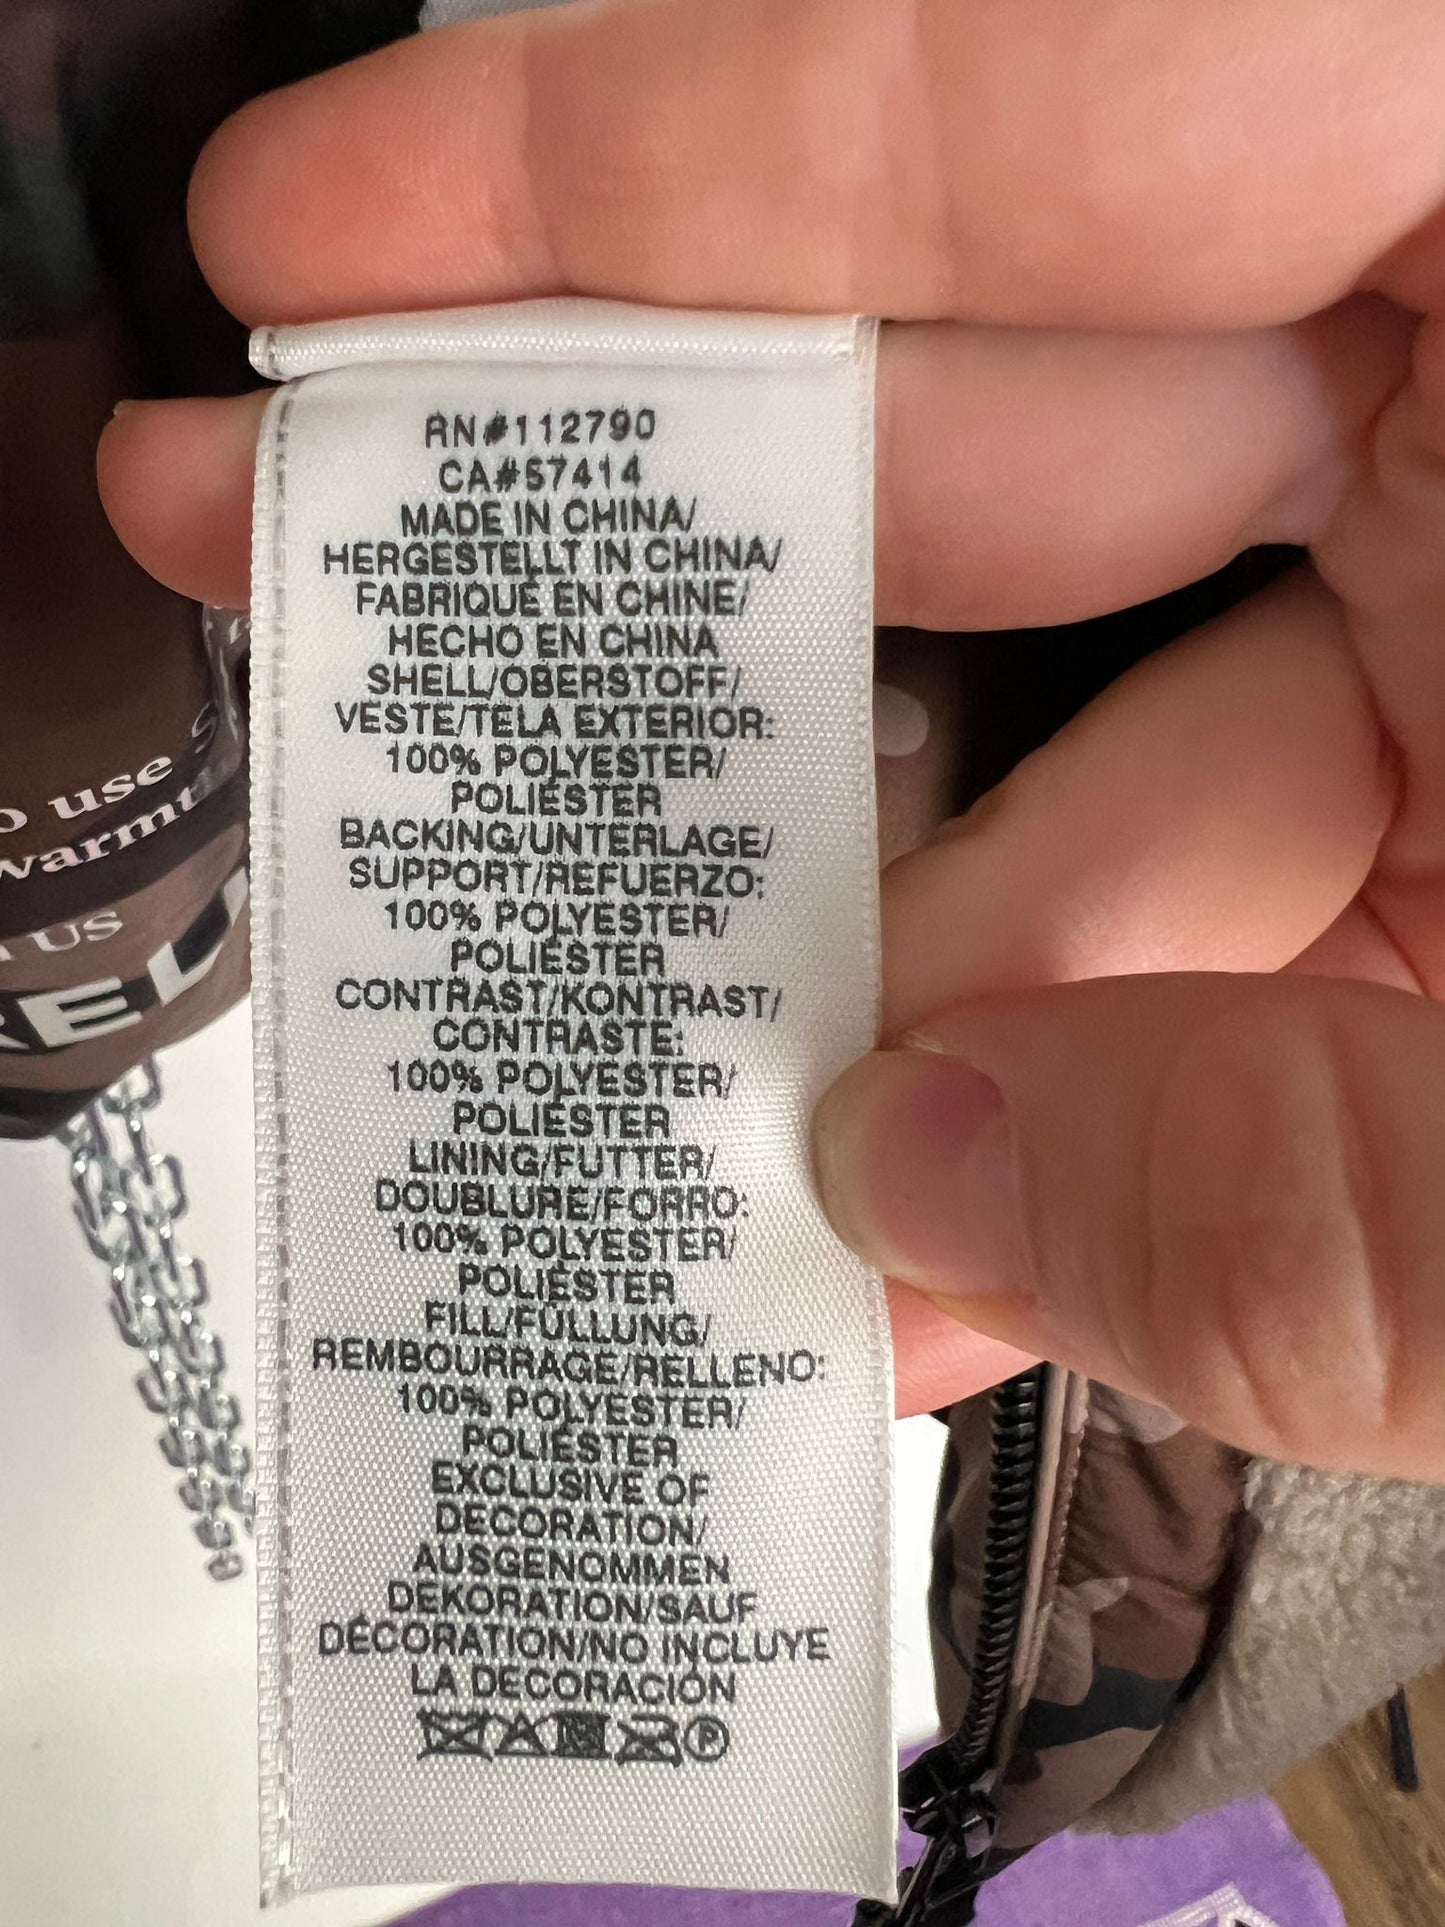 RN#112790
CA#57414
MADE IN CHINA/
HERGESTELLT IN CHINA/
FABRIQUÉ EN CHINE/
HECHO EN CHINA
SHELL/OBERSTOFF/
VESTE/TELA EXTERIOR:
100% POLYESTER/
POLIÉSTER
BACKING/UNTERLAGE/
SUPPORT/REFUERZO:
100% POLYESTER/
POLIÉSTER
CONTRAST/KONTRAST/
CONTRASTE:
100% POLYESTER/
POLIÉSTER
LINING/FUTTER/
DOUBLURE/FORRO:
100% POLYESTER/
POLIÉSTER
FILL/FÜLLUNG/
REMBOURRAGE/RELLENO:
100% POLYESTER/
POLIÉSTER
EXCLUSIVE OF
DECORATION/
AUSGENOMMEN
DEKORATION/SAUF
DÉCORATION/NO INCLUYE
LA DECORACIÓN
P
use
US